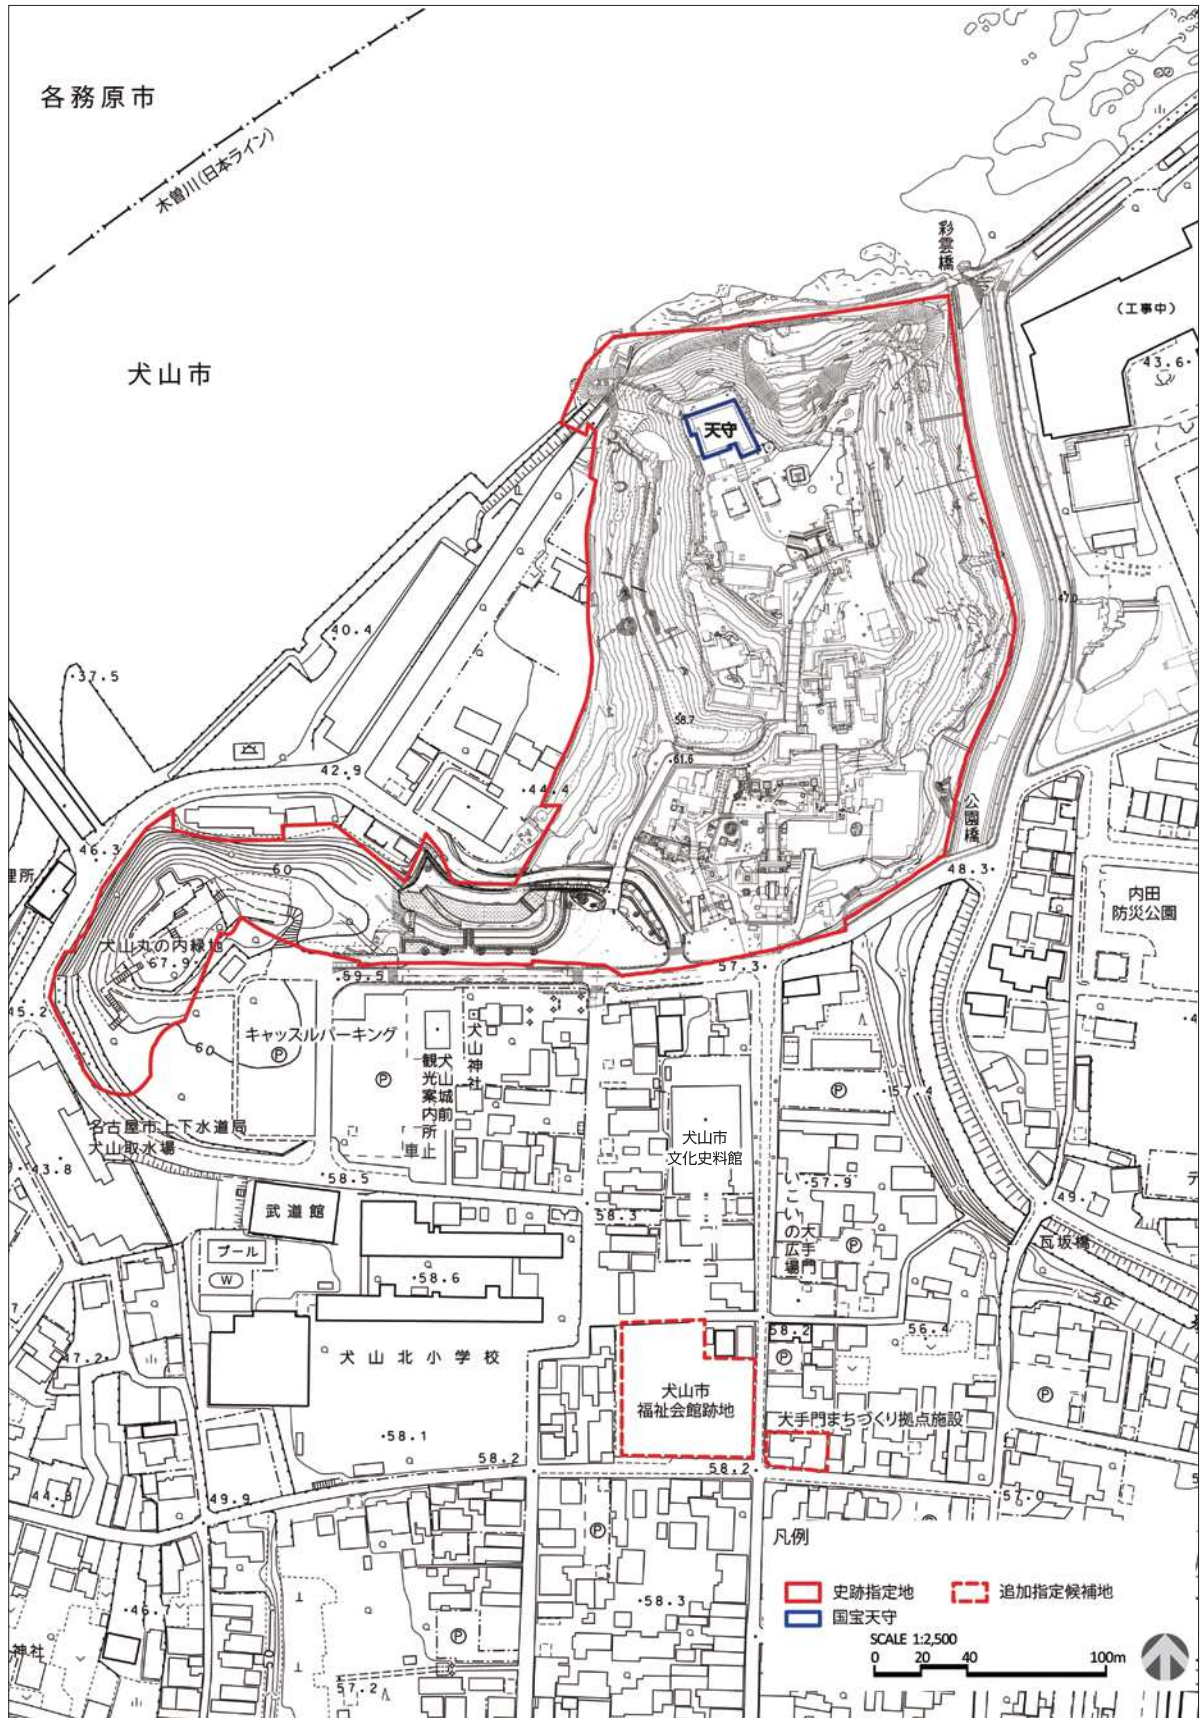 各務原市
木曽川(日本ライン)
彩雲橋
(工事中)
犬山市
43.6
天守
40.4
47.0
37.5
58.7
61.6
42.9
44.4
公園橋
46.3
48.3
60
内田
防災公園
犬山丸の内緑地
67.9
57.3
59.5
45.2
キャッスルパーキング
P
60
犬山神社
犬山城前
観光案内所
P
P
57.4
車止
名古屋市上下水道局
犬山取水場
犬山市
文化史料館
43.8
58.5
57.9
49.1
武道館
58.3
大手門
いこいの広場
P
瓦坂橋
プール
W
58.6
50
58.2
56.4
47.2
犬山北小学校
P
P
犬山市
福祉会館跡地
大手門まちづくり拠点施設
58.1
58.2
58.2
44.3
49.9
57.0
P
P
凡例
史跡指定地
追加指定候補地
国宝天守
46.7
58.3
神社
P
SCALE 1:2,500
0 20 40 100m
57.2